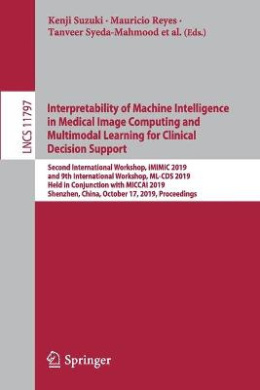 Kenji Suzuki · Mauricio Reyes ·
Tanveer Syeda-Mahmood et al. (Eds.)
LNCS 11797
Interpretability of Machine Intelligence
in Medical Image Computing and
Multimodal Learning for Clinical
Decision Support
Second International Workshop, iMIMIC 2019
and 9th International Workshop, ML-CDS 2019
Held in Conjunction with MICCAI 2019
Shenzhen, China, October 17, 2019, Proceedings
Springer